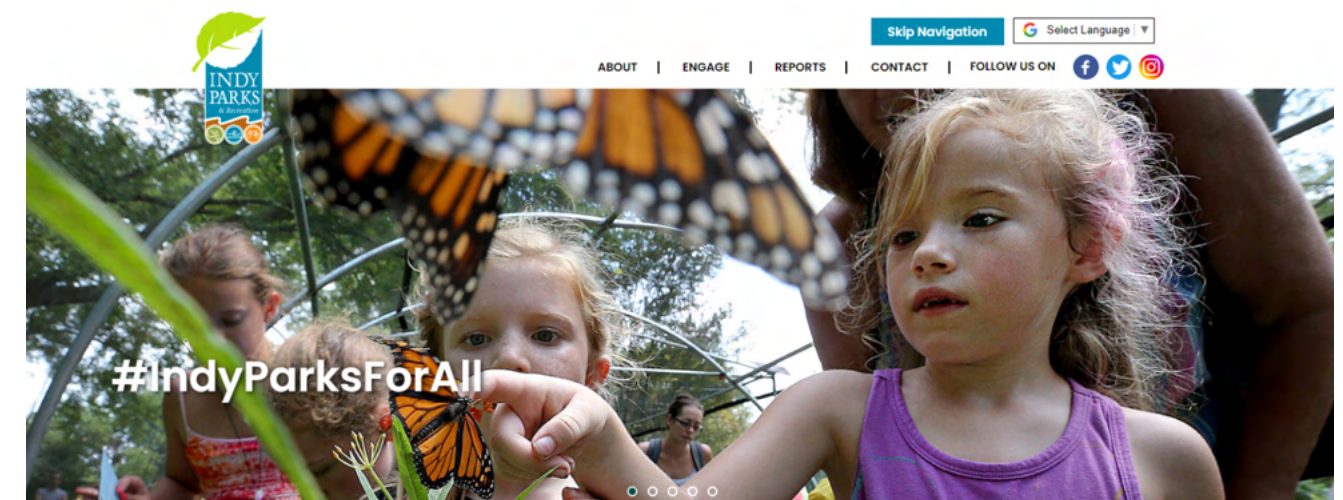 INDY
PARKS
& Recreation
Skip Navigation
Select Language ▼
ABOUT | ENGAGE | REPORTS | CONTACT | FOLLOW US ON
#IndyParksForAll